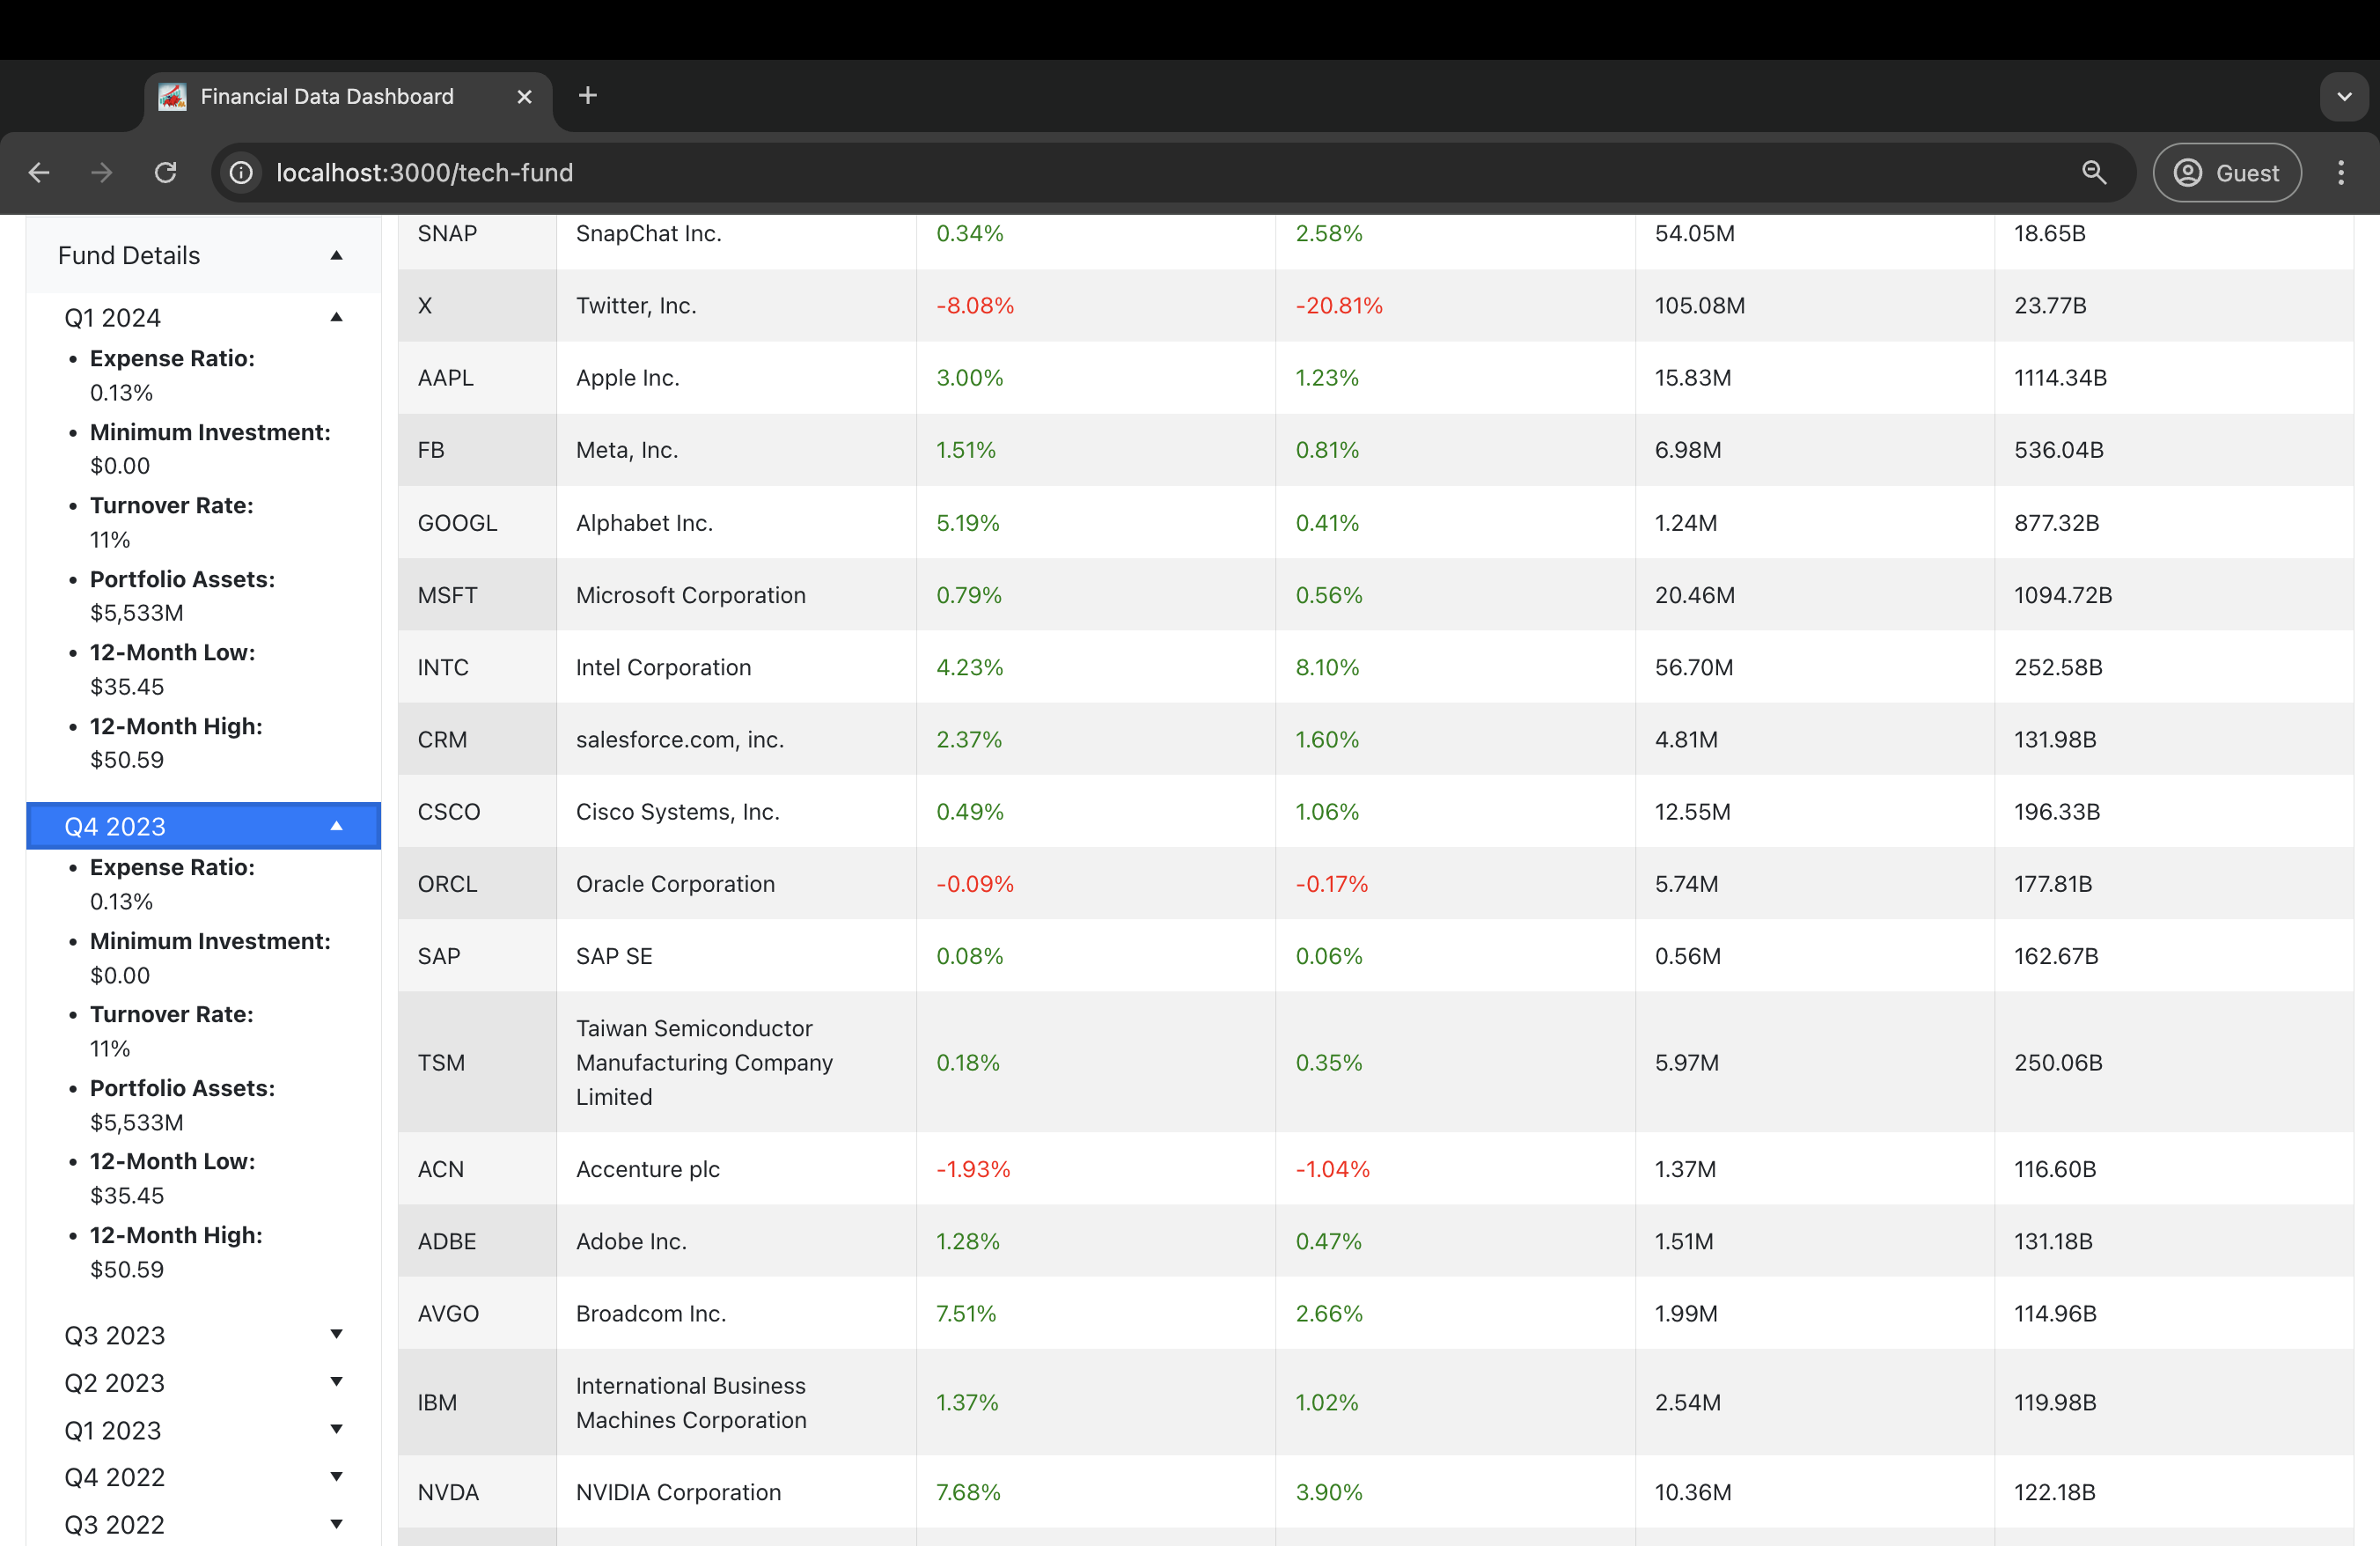 Financial Data Dashboard
localhost:3000/tech-fund
Guest
Fund Details
Q1 2024
Expense Ratio:
0.13%
Minimum Investment:
$0.00
Turnover Rate:
11%
Portfolio Assets:
$5,533M
12-Month Low:
$35.45
12-Month High:
$50.59
Q4 2023
Expense Ratio:
0.13%
Minimum Investment:
$0.00
Turnover Rate:
11%
Portfolio Assets:
$5,533M
12-Month Low:
$35.45
12-Month High:
$50.59
Q3 2023
Q2 2023
Q1 2023
Q4 2022
Q3 2022
SNAP SnapChat Inc. 0.34% 2.58% 54.05M 18.65B
X Twitter, Inc. -8.08% -20.81% 105.08M 23.77B
AAPL Apple Inc. 3.00% 1.23% 15.83M 1114.34B
FB Meta, Inc. 1.51% 0.81% 6.98M 536.04B
GOOGL Alphabet Inc. 5.19% 0.41% 1.24M 877.32B
MSFT Microsoft Corporation 0.79% 0.56% 20.46M 1094.72B
INTC Intel Corporation 4.23% 8.10% 56.70M 252.58B
CRM salesforce.com, inc. 2.37% 1.60% 4.81M 131.98B
CSCO Cisco Systems, Inc. 0.49% 1.06% 12.55M 196.33B
ORCL Oracle Corporation -0.09% -0.17% 5.74M 177.81B
SAP SAP SE 0.08% 0.06% 0.56M 162.67B
TSM Taiwan Semiconductor
Manufacturing Company
Limited 0.18% 0.35% 5.97M 250.06B
ACN Accenture plc -1.93% -1.04% 1.37M 116.60B
ADBE Adobe Inc. 1.28% 0.47% 1.51M 131.18B
AVGO Broadcom Inc. 7.51% 2.66% 1.99M 114.96B
IBM International Business
Machines Corporation 1.37% 1.02% 2.54M 119.98B
NVDA NVIDIA Corporation 7.68% 3.90% 10.36M 122.18B